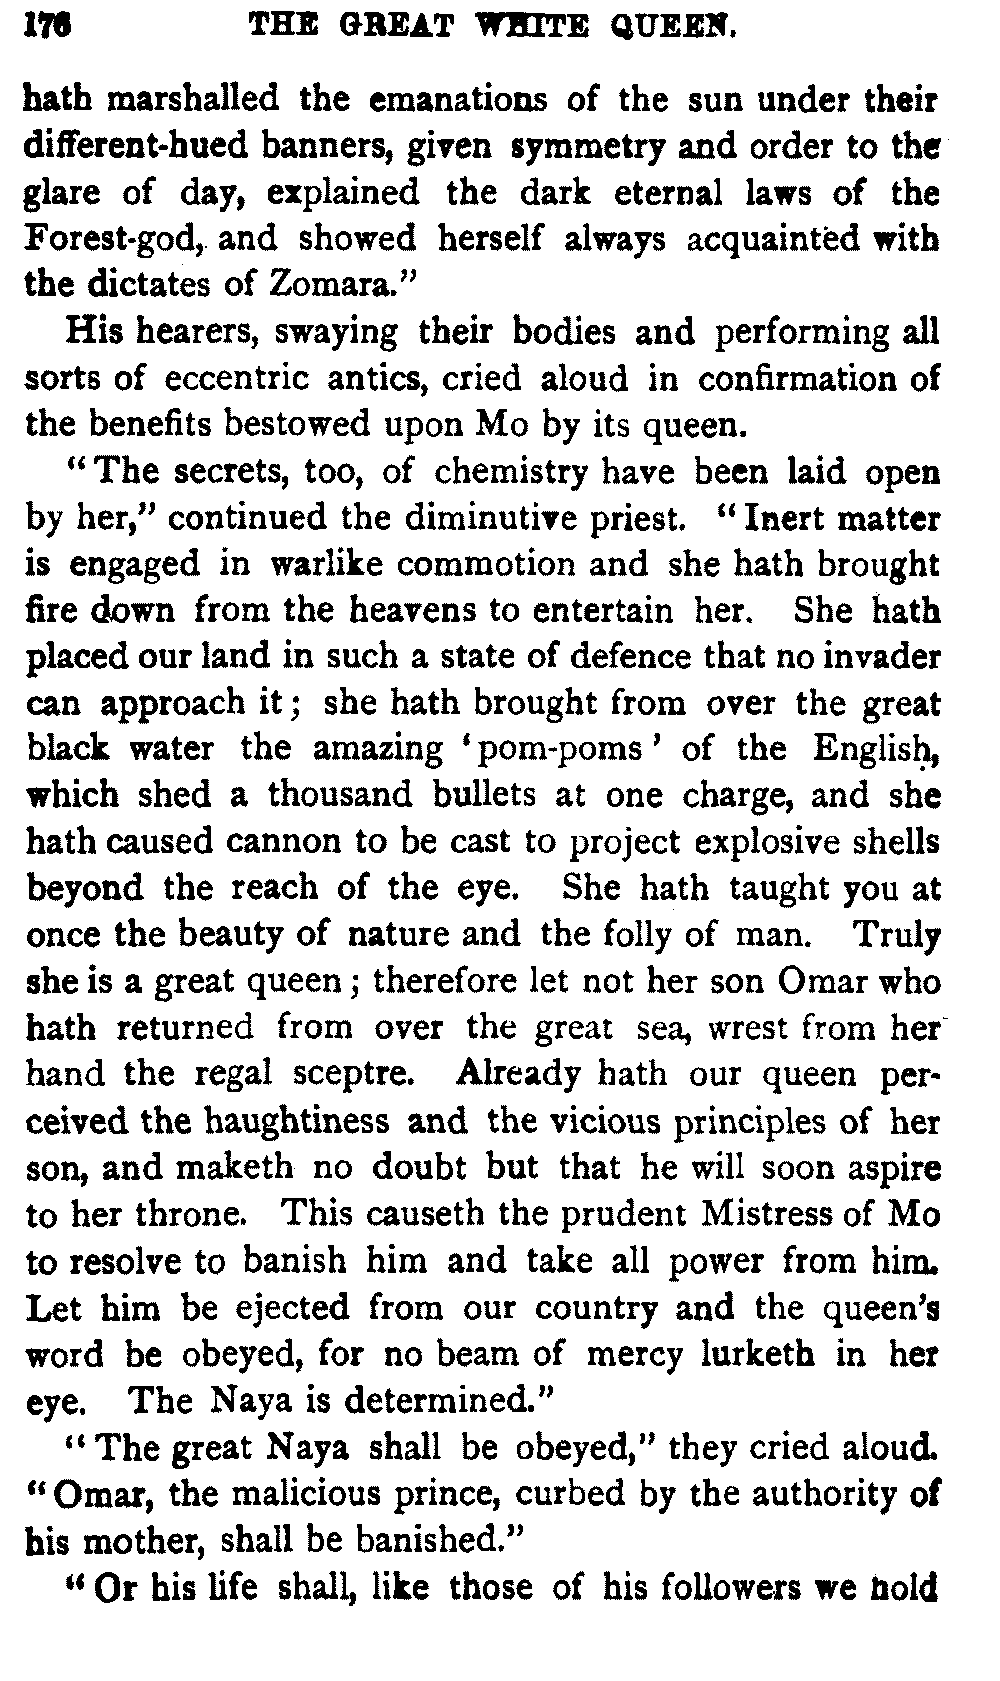 176 THE GREAT WHITE QUEEN.
hath marshalled the emanations of the sun under their
different-hued banners, given symmetry and order to the
glare of day, explained the dark eternal laws of the
Forest-god, and showed herself always acquainted with
the dictates of Zomara."
His hearers, swaying their bodies and performing all
sorts of eccentric antics, cried aloud in confirmation of
the benefits bestowed upon Mo by its queen.
"The secrets, too, of chemistry have been laid open
by her," continued the diminutive priest. "Inert matter
is engaged in warlike commotion and she hath brought
fire down from the heavens to entertain her. She hath
placed our land in such a state of defence that no invader
can approach it; she hath brought from over the great
black water the amazing 'pom-poms' of the English,
which shed a thousand bullets at one charge, and she
hath caused cannon to be cast to project explosive shells
beyond the reach of the eye. She hath taught you at
once the beauty of nature and the folly of man. Truly
she is a great queen; therefore let not her son Omar who
hath returned from over the great sea, wrest from her
hand the regal sceptre. Already hath our queen per-
ceived the haughtiness and the vicious principles of her
son, and maketh no doubt but that he will soon aspire
to her throne. This causeth the prudent Mistress of Mo
to resolve to banish him and take all power from him.
Let him be ejected from our country and the queen's
word be obeyed, for no beam of mercy lurketh in her
eye. The Naya is determined."
"The great Naya shall be obeyed," they cried aloud.
"Omar, the malicious prince, curbed by the authority of
his mother, shall be banished."
"Or his life shall, like those of his followers we hold